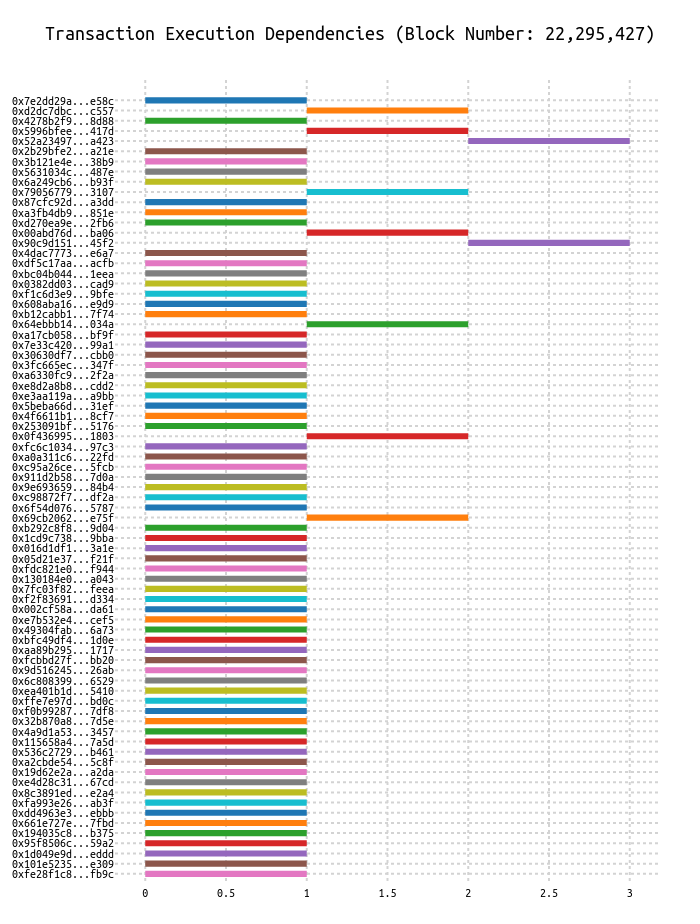 Transaction Execution Dependencies (Block Number: 22,295,427)
0x7e2dd29a...e58c
0xd2dc7dbc...c557
0x4278b2f9...8d88
0x5996bfee...417d
0x52a23497...a423
0x2b29bfe2...a21e
0x3b121e4e...38b9
0x5631034c...487e
0x6a249cb6...b93f
0x79056779...3107
0x87cfc92d...a3dd
0xa3fb4db9...851e
0xd270ea9e...2fb6
0x00abd76d...ba06
0x90c9d151...45f2
0x4dac7773...e6a7
0xdf5c17aa...acfb
0xbc04b044...1eea
0x0382dd03...cad9
0xf1c6d3e9...9bfe
0x608aba16...e9d9
0xb12cabb1...7f74
0x64ebbb14...034a
0xa17cb058...bf9f
0x7e33c420...99a1
0x30630df7...cbb0
0x3fc665ec...347f
0xa6330fc9...2f2a
0xe8d2a8b8...cdd2
0xe3aa119a...a9bb
0x5beba66d...31ef
0x4f6611b1...8cf7
0x253091bf...5176
0x0f436995...1803
0xfc6c1034...97c3
0xa0a311c6...22fd
0xc95a26ce...5fcb
0x911d2b58...7d0a
0x9e693659...84b4
0xc98872f7...df2a
0x6f54d076...5787
0x69cb2062...e75f
0xb292c8f8...9d04
0x1cd9c738...9bba
0x016d1df1...3a1e
0x05d21e37...f21f
0xfdc821e0...f944
0x130184e0...a043
0x7fc03f82...feea
0xf2f83691...d334
0x002cf58a...da61
0xe7b532e4...cef5
0x49304fab...6a73
0xbfc49df4...1d0e
0xaa89b295...1717
0xfcbbd27f...bb20
0x9d516245...26ab
0x6c808399...6529
0xea401b1d...5410
0xffe7e97d...bd0c
0xf0b99287...7df8
0x32b870a8...7d5e
0x4a9d1a53...3457
0x115658a4...7a5d
0x536c2729...b461
0xa2cbde54...5c8f
0x19d62e2a...a2da
0xe4d28c31...67cd
0x8c3891ed...e2a4
0xfa993e26...ab3f
0xdd4963e3...ebbb
0x661e727e...7fbd
0x194035c8...b375
0x95f8506c...59a2
0x1d049e9d...eddd
0x101e5235...e309
0xfe28f1c8...fb9c
0 0.5 1 1.5 2 2.5 3